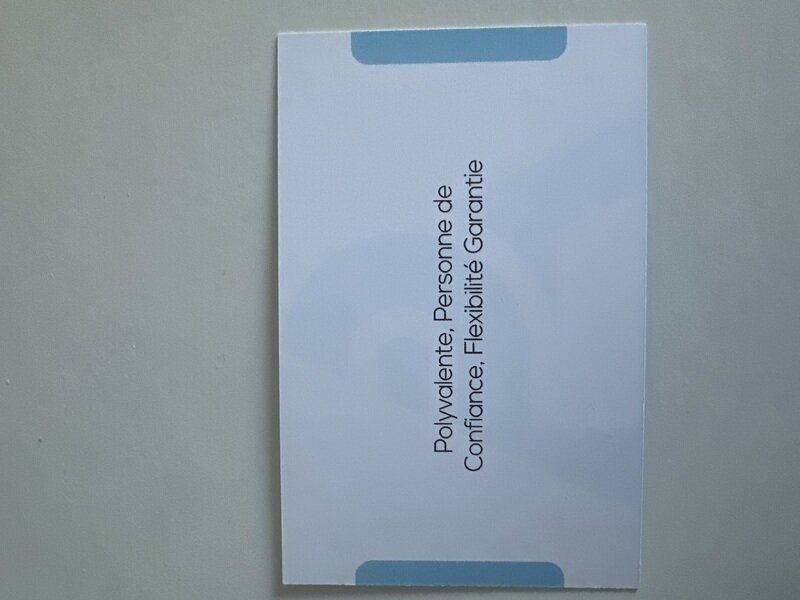 Polyvalente, Personne de
Confiance, Flexibilité Garantie